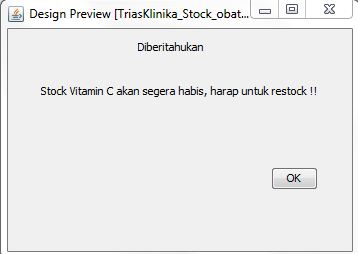 Design Preview [TriasKlinika_Stock_obat...
Diberitahukan
Stock Vitamin C akan segera habis, harap untuk restock !!
OK